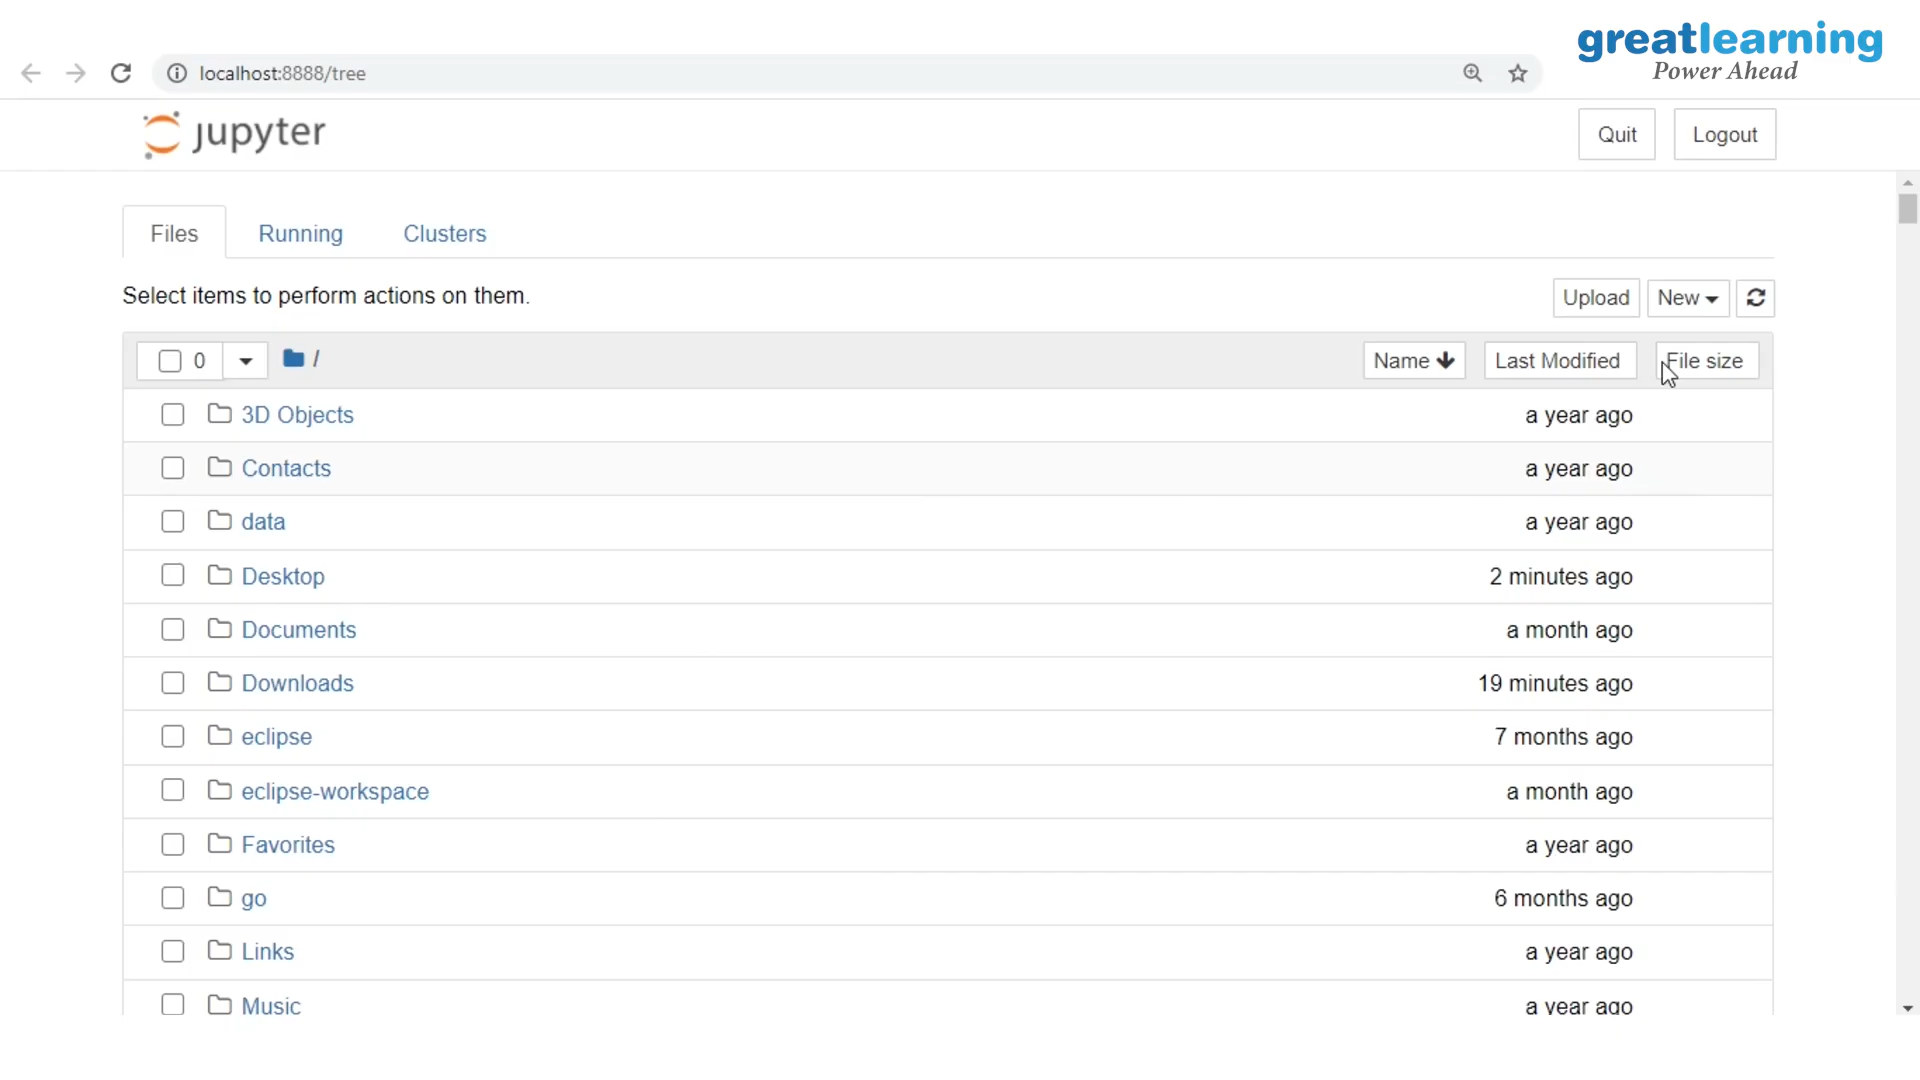 greatlearning
Power Ahead
localhost:8888/tree
jupyter
Quit
Logout
Files
Running
Clusters
Select items to perform actions on them.
Upload
New
0
/
Name
Last Modified
File size
3D Objects
a year ago
Contacts
a year ago
data
a year ago
Desktop
2 minutes ago
Documents
a month ago
Downloads
19 minutes ago
eclipse
7 months ago
eclipse-workspace
a month ago
Favorites
a year ago
go
6 months ago
Links
a year ago
Music
a year ago